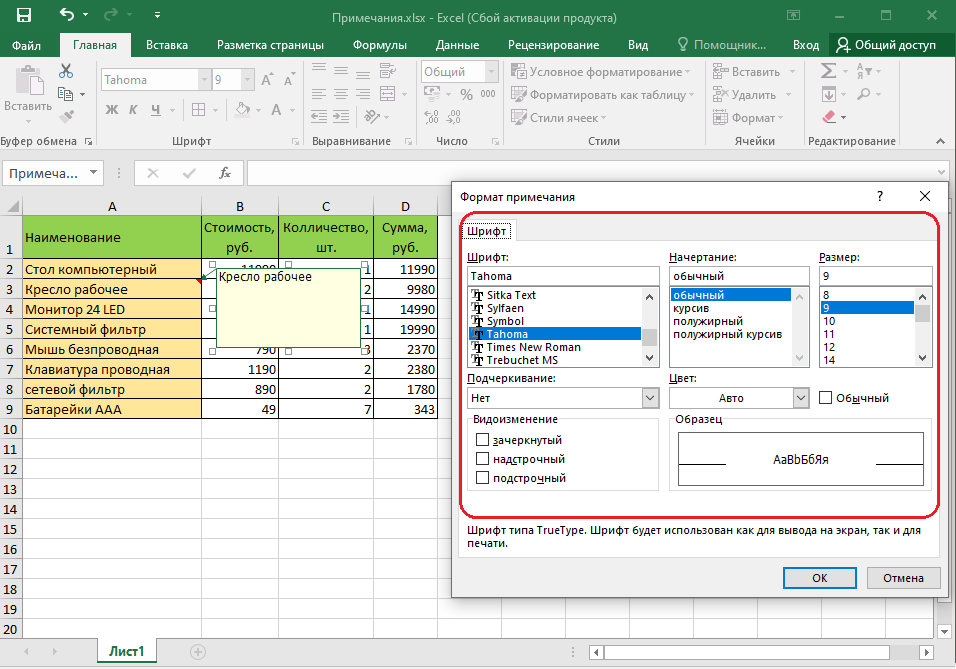 Примечания.xlsx - Excel (Сбой активации продукта)
Файл Главная Вставка Разметка страницы Формулы Данные Рецензирование Вид Помощник... Вход Общий доступ
Вставить
Tahoma 9
Ж К Ч А
Общий
% 000
Условное форматирование
Форматировать как таблицу
Стили ячеек
Вставить
Удалить
Формат
Буфер обмена Шрифт Выравнивание Число Стили Ячейки Редактирование
Примеча... fx
A B C D
1 Наименование Стоимость, руб. Колличество, шт. Сумма, руб.
2 Стол компьютерный 11990 1 11990
3 Кресло рабочее 2 9980
4 Монитор 24 LED 1 14990
5 Системный фильтр 1 19990
6 Мышь безпроводная 790 3 2370
7 Клавиатура проводная 1190 2 2380
8 сетевой фильтр 890 2 1780
9 Батарейки ААА 49 7 343
10
11
12
13
14
15
16
17
18
19
20
Кресло рабочее
Формат примечания ?
Шрифт
Шрифт: Начертание: Размер:
Tahoma обычный 9
Sitka Text
Sylfaen
Symbol
Tahoma
Times New Roman
Trebuchet MS
обычный
курсив
полужирный
полужирный курсив
8
9
10
11
12
14
Подчеркивание: Цвет:
Нет Авто Обычный
Видоизменение Образец
зачеркнутый
надстрочный
подстрочный
АаВbБбЯя
Шрифт типа TrueType. Шрифт будет использован как для вывода на экран, так и для
печати.
ОК Отмена
Лист1